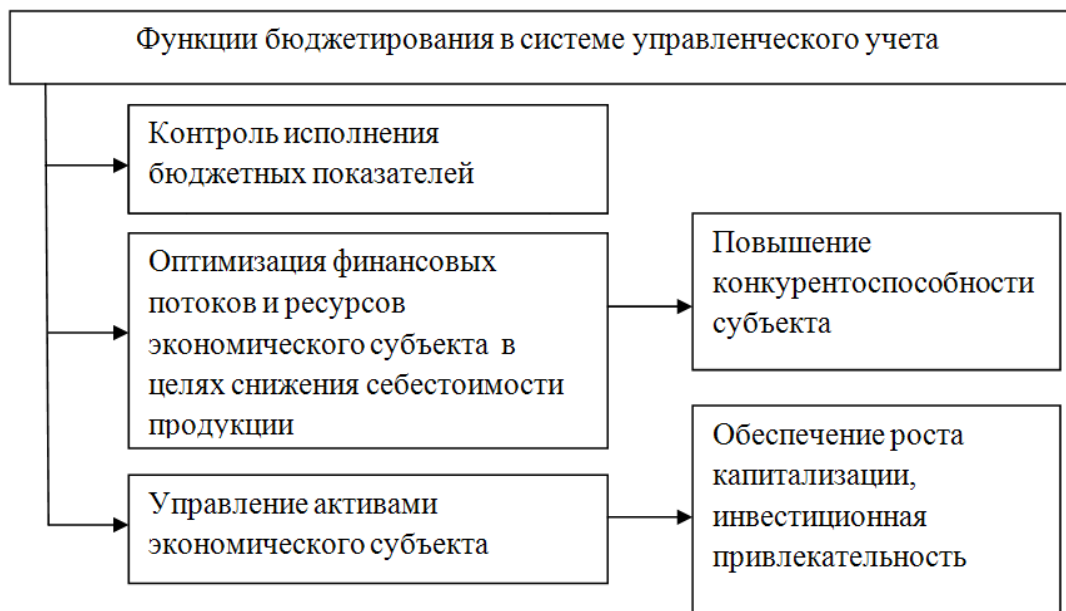 Функции бюджетирования в системе управленческого учета
Контроль исполнения
бюджетных показателей
Оптимизация финансовых
потоков и ресурсов
экономического субъекта в
целях снижения себестоимости
продукции
Повышение
конкурентоспособности
субъекта
Управление активами
экономического субъекта
Обеспечение роста
капитализации,
инвестиционная
привлекательность